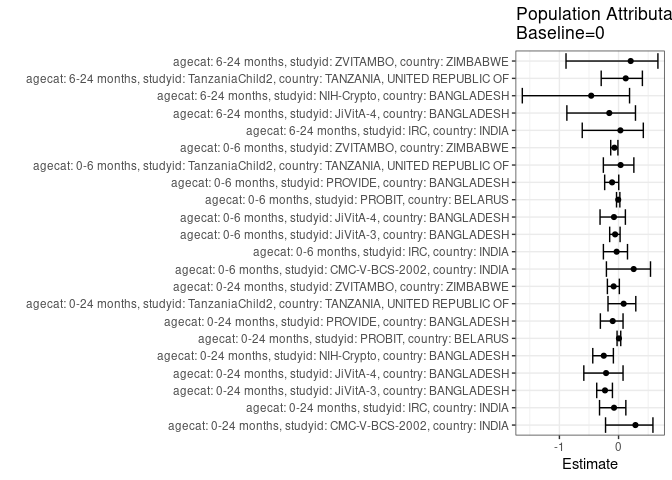 Population Attributa
Baseline=0
agecat: 6-24 months, studyid: ZVITAMBO, country: ZIMBABWE
agecat: 6-24 months, studyid: TanzaniaChild2, country: TANZANIA, UNITED REPUBLIC OF
agecat: 6-24 months, studyid: NIH-Crypto, country: BANGLADESH
agecat: 6-24 months, studyid: JiVitA-4, country: BANGLADESH
agecat: 6-24 months, studyid: IRC, country: INDIA
agecat: 0-6 months, studyid: ZVITAMBO, country: ZIMBABWE
agecat: 0-6 months, studyid: TanzaniaChild2, country: TANZANIA, UNITED REPUBLIC OF
agecat: 0-6 months, studyid: PROVIDE, country: BANGLADESH
agecat: 0-6 months, studyid: PROBIT, country: BELARUS
agecat: 0-6 months, studyid: JiVitA-4, country: BANGLADESH
agecat: 0-6 months, studyid: JiVitA-3, country: BANGLADESH
agecat: 0-6 months, studyid: IRC, country: INDIA
agecat: 0-6 months, studyid: CMC-V-BCS-2002, country: INDIA
agecat: 0-24 months, studyid: ZVITAMBO, country: ZIMBABWE
agecat: 0-24 months, studyid: TanzaniaChild2, country: TANZANIA, UNITED REPUBLIC OF
agecat: 0-24 months, studyid: PROVIDE, country: BANGLADESH
agecat: 0-24 months, studyid: PROBIT, country: BELARUS
agecat: 0-24 months, studyid: NIH-Crypto, country: BANGLADESH
agecat: 0-24 months, studyid: JiVitA-4, country: BANGLADESH
agecat: 0-24 months, studyid: JiVitA-3, country: BANGLADESH
agecat: 0-24 months, studyid: IRC, country: INDIA
agecat: 0-24 months, studyid: CMC-V-BCS-2002, country: INDIA
-1 0
Estimate